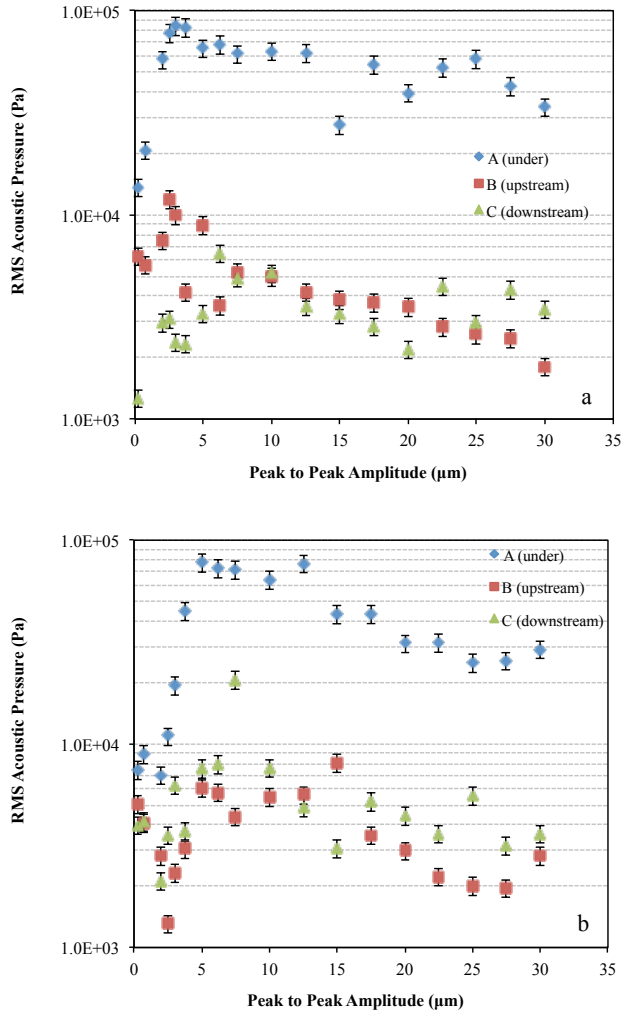 1.0E+05
1.0E+04
1.0E+03
RMS Acoustic Pressure (Pa)
A (under)
B (upstream)
C (downstream)
a
0 5 10 15 20 25 30 35
Peak to Peak Amplitude (μm)
1.0E+05
1.0E+04
1.0E+03
RMS Acoustic Pressure (Pa)
A (under)
B (upstream)
C (downstream)
b
0 5 10 15 20 25 30 35
Peak to Peak Amplitude (μm)